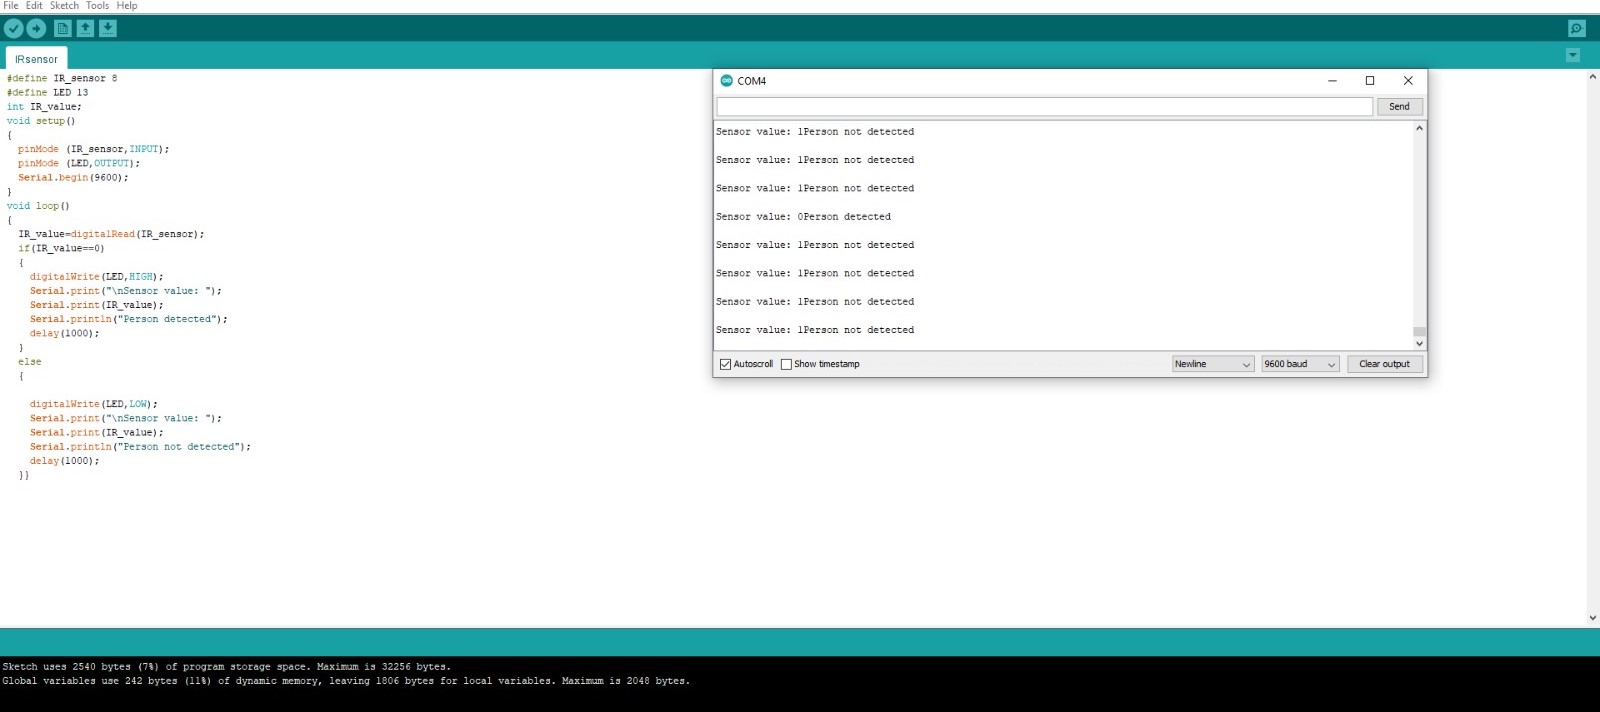 File Edit Sketch Tools Help
IRsensor
#define IR_sensor 8
#define LED 13
int IR_value;
void setup()
{
pinMode (IR_sensor,INPUT);
pinMode (LED,OUTPUT);
Serial.begin(9600);
}
void loop()
{
IR_value=digitalRead(IR_sensor);
if(IR_value==0)
{
digitalWrite(LED,HIGH);
Serial.print("\nSensor value: ");
Serial.print(IR_value);
Serial.println("Person detected");
delay(1000);
}
else
{
digitalWrite(LED,LOW);
Serial.print("\nSensor value: ");
Serial.print(IR_value);
Serial.println("Person not detected");
delay(1000);
}}
COM4
Send
Sensor value: 1Person not detected
Sensor value: 1Person not detected
Sensor value: 1Person not detected
Sensor value: 0Person detected
Sensor value: 1Person not detected
Sensor value: 1Person not detected
Sensor value: 1Person not detected
Sensor value: 1Person not detected
Autoscroll Show timestamp Newline 9600 baud Clear output
Sketch uses 2540 bytes (7%) of program storage space. Maximum is 32256 bytes.
Global variables use 242 bytes (11%) of dynamic memory, leaving 1806 bytes for local variables. Maximum is 2048 bytes.